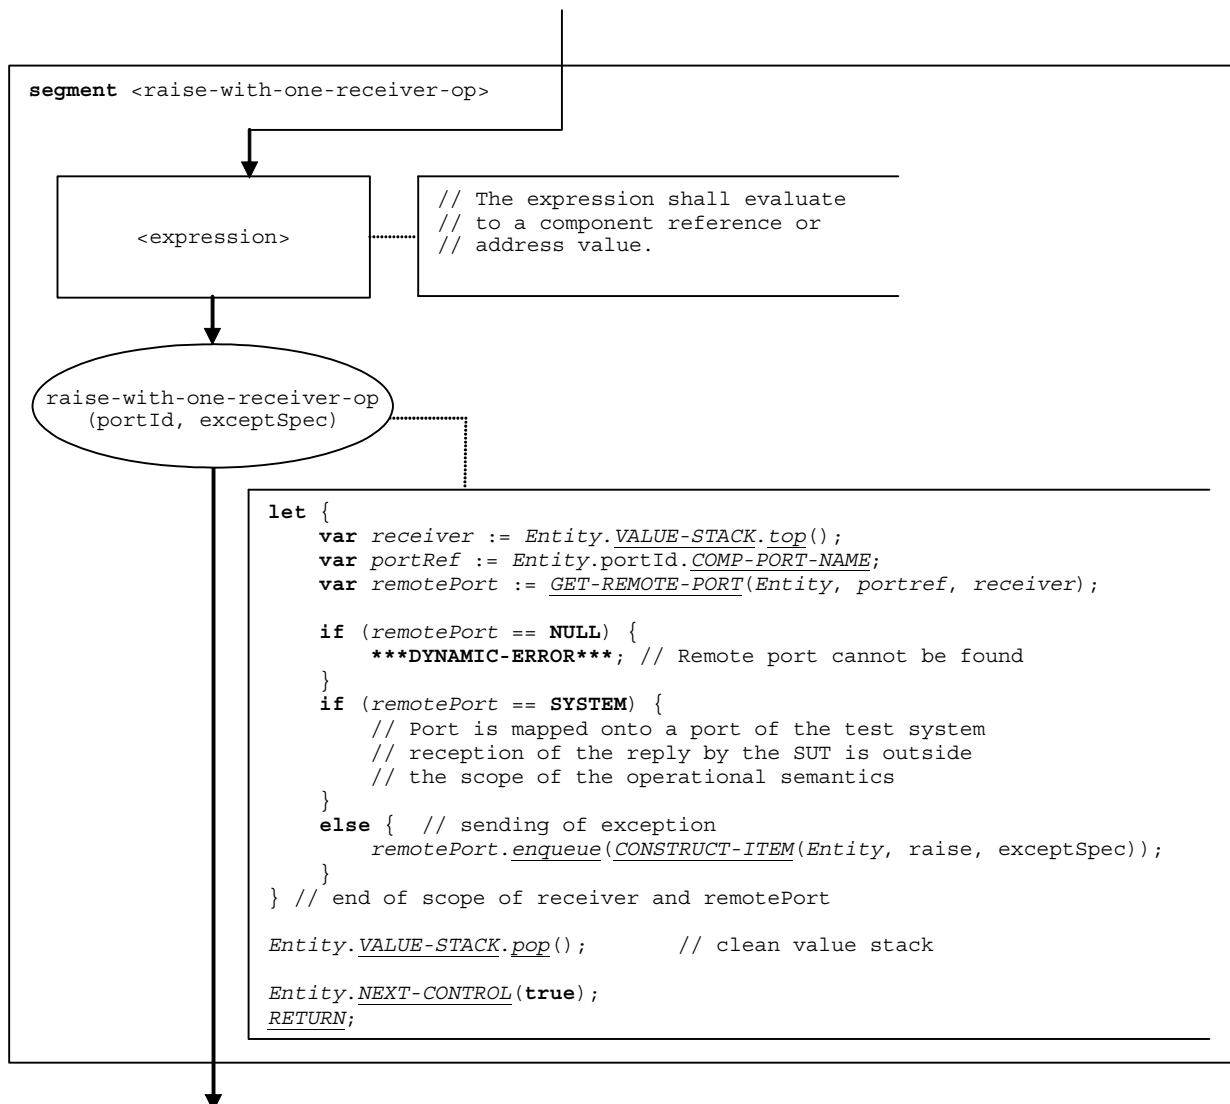 segment <raise-with-one-receiver-op>
<expression>
// The expression shall evaluate
// to a component reference or
// address value.
raise-with-one-receiver-op
(portId, exceptSpec)
let {
var receiver := Entity.VALUE-STACK.top();
var portRef := Entity.portId.COMP-PORT-NAME;
var remotePort := GET-REMOTE-PORT(Entity, portref, receiver);
if (remotePort == NULL) {
***DYNAMIC-ERROR***; // Remote port cannot be found
}
if (remotePort == SYSTEM) {
// Port is mapped onto a port of the test system
// reception of the reply by the SUT is outside
// the scope of the operational semantics
}
else { // sending of exception
remotePort.enqueue(CONSTRUCT-ITEM(Entity, raise, exceptSpec));
}
} // end of scope of receiver and remotePort
Entity.VALUE-STACK.pop(); // clean value stack
Entity.NEXT-CONTROL(true);
RETURN;